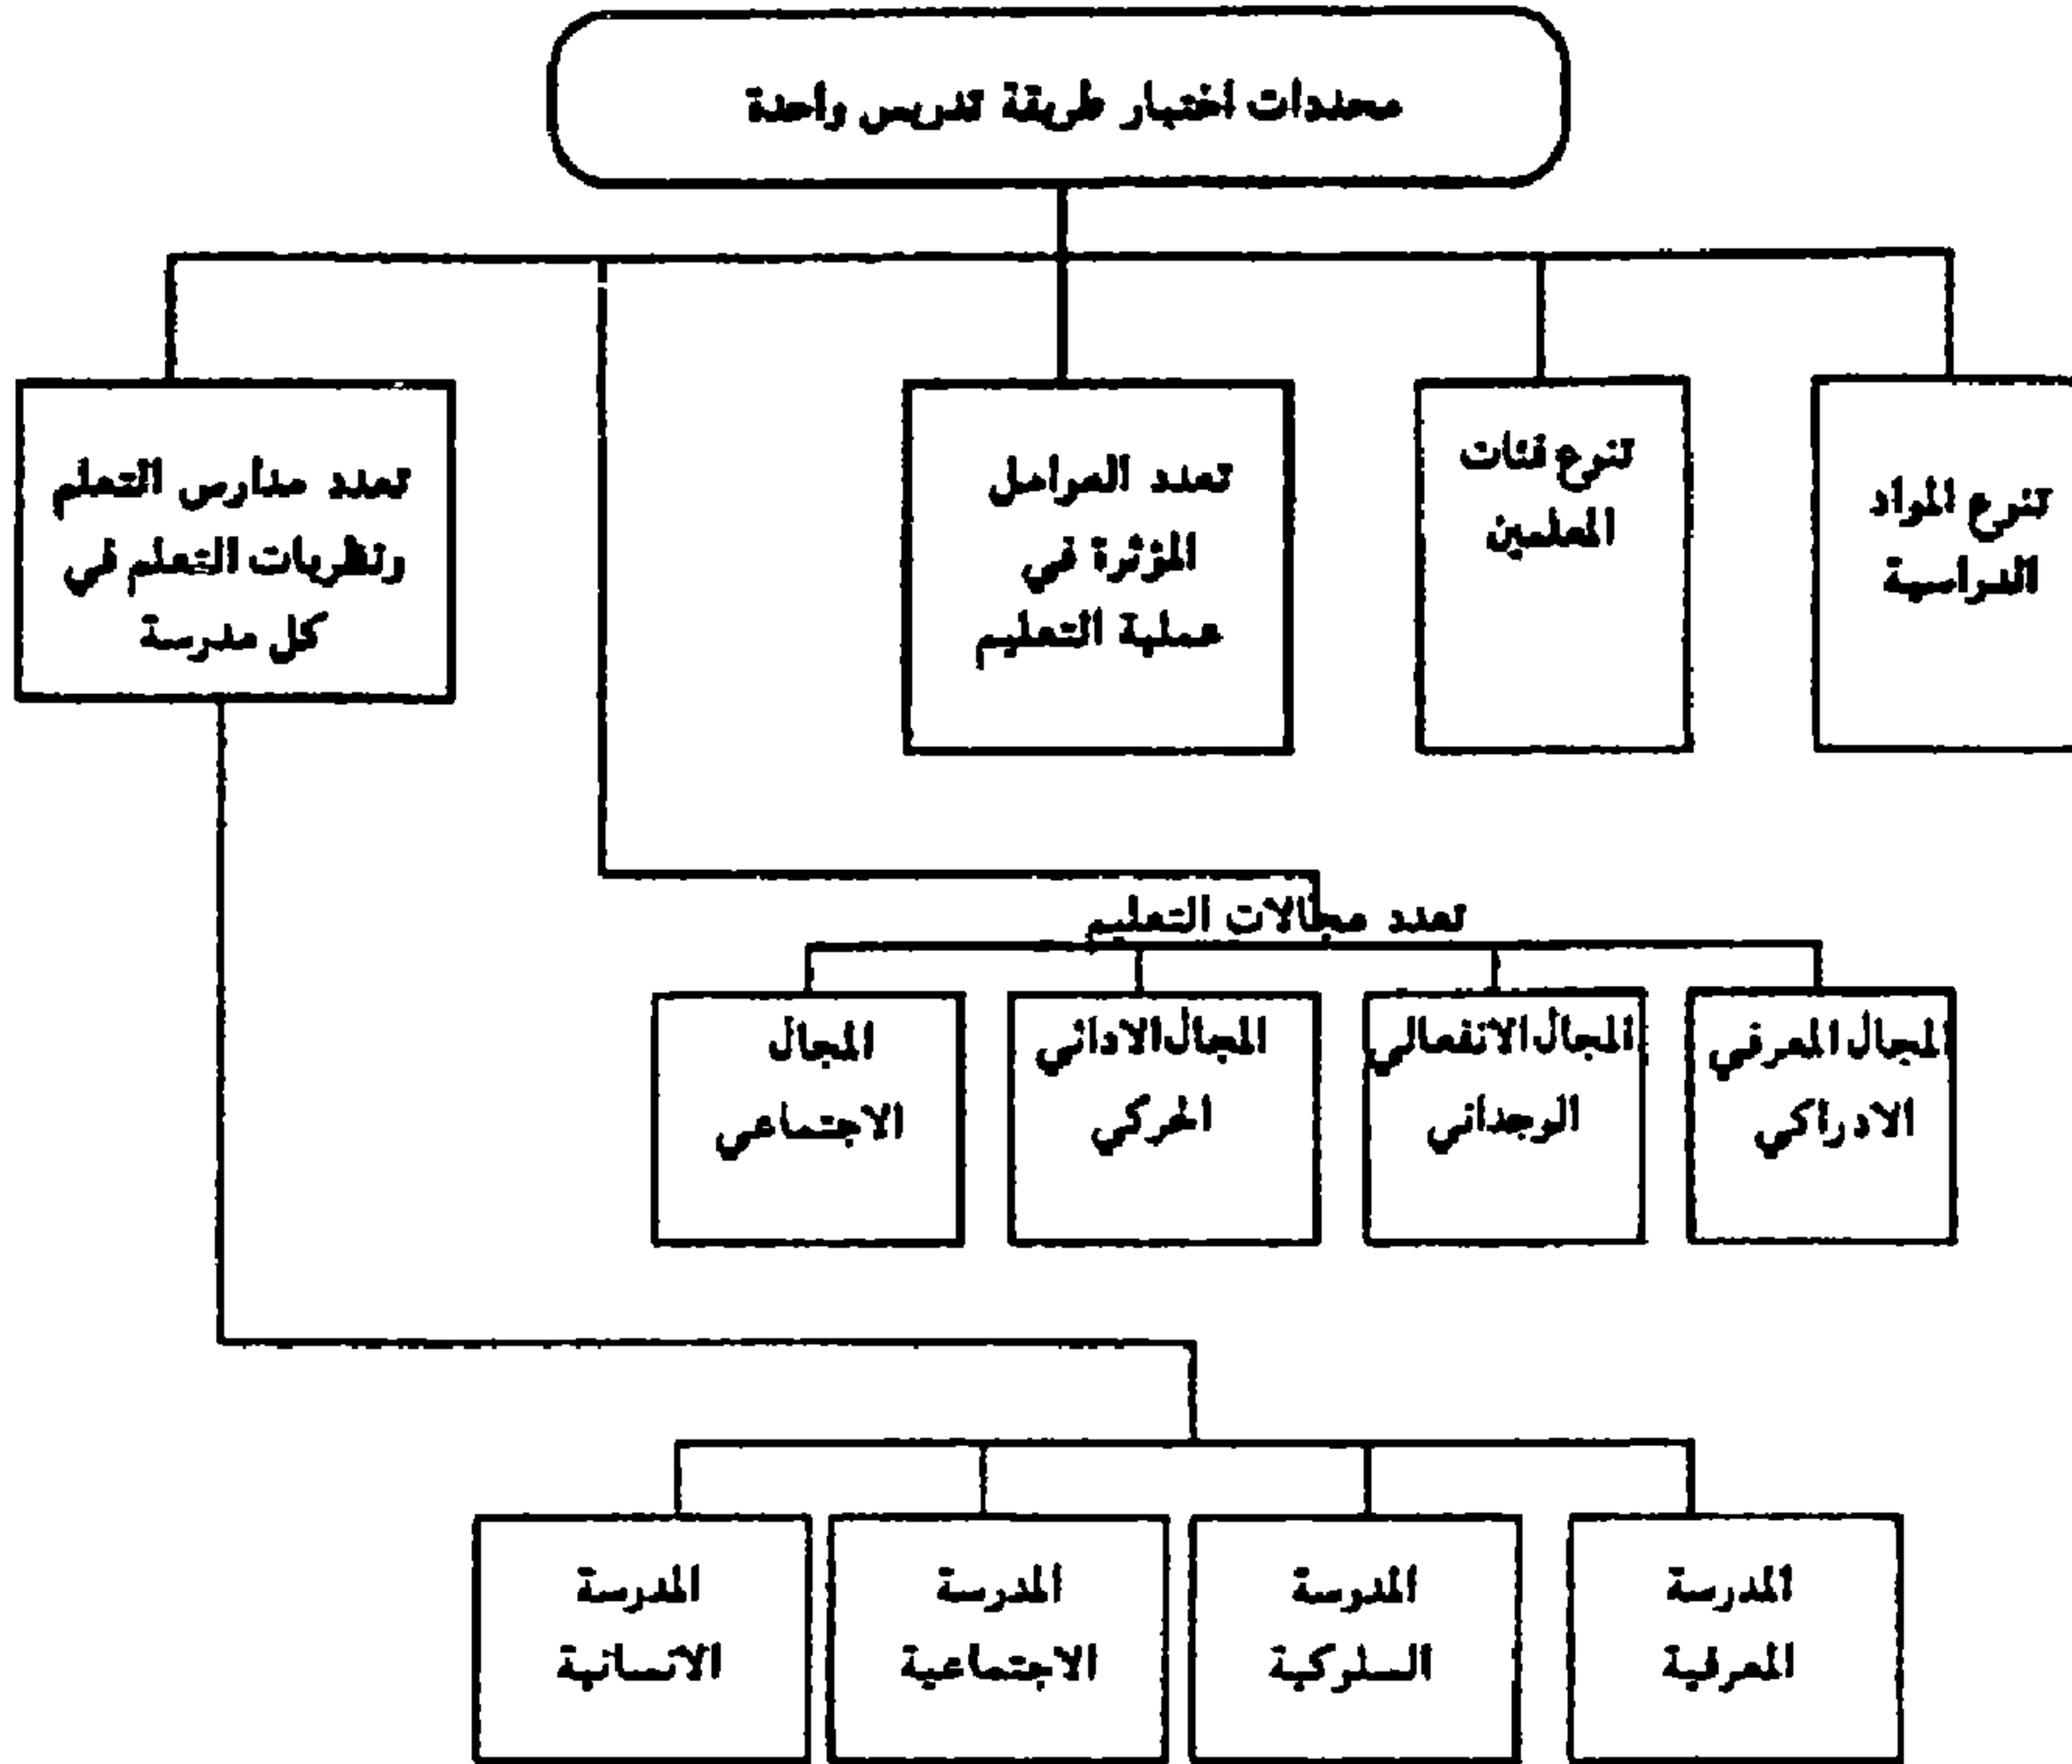 محددات اختيار طريقة تدريس واحدة
تنوع المواد
الدراسية
تنوع فئات
المعلمين
تعدد العوامل
المؤثرة في
عملية التعليم
تعدد مدارس التعلم
ونظريات التعلم في
كل مدرسة
تعدد مجالات التعليم
المجال المعرفي
الادراكي
المجال الانفعالي
الوجداني
المجال الادائي
الحركي
المجال
الاجتماعي
المدرسة
المعرفية
المدرسة
السلوكية
المدرسة
الاجتماعية
المدرسة
الانسانية